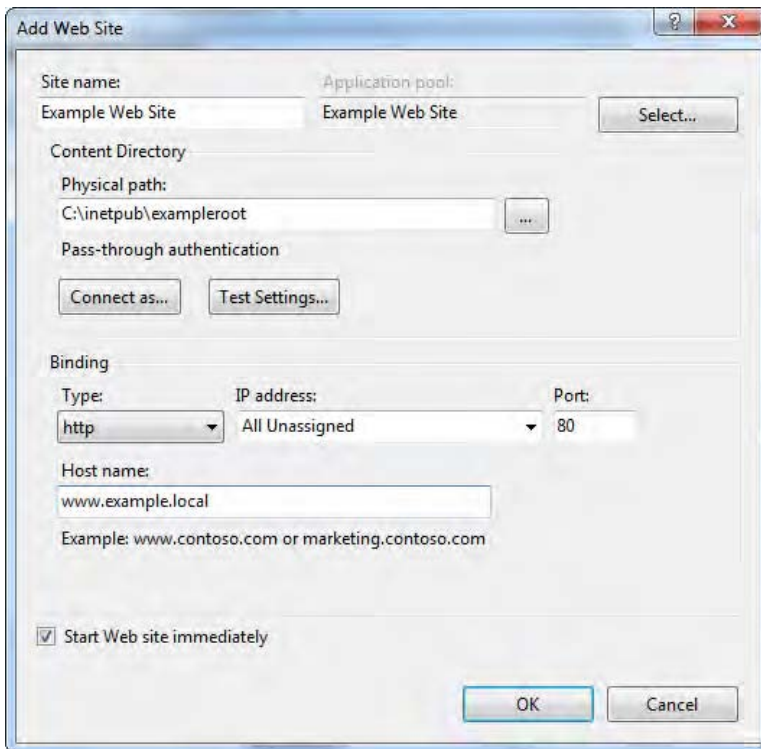 Add Web Site
Site name:
Application pool:
Example Web Site
Example Web Site
Select...
Content Directory
Physical path:
C:\inetpub\exampleroot
...
Pass-through authentication
Connect as...
Test Settings...
Binding
Type:
IP address:
Port:
http
All Unassigned
80
Host name:
www.example.local
Example: www.contoso.com or marketing.contoso.com
Start Web site immediately
OK
Cancel